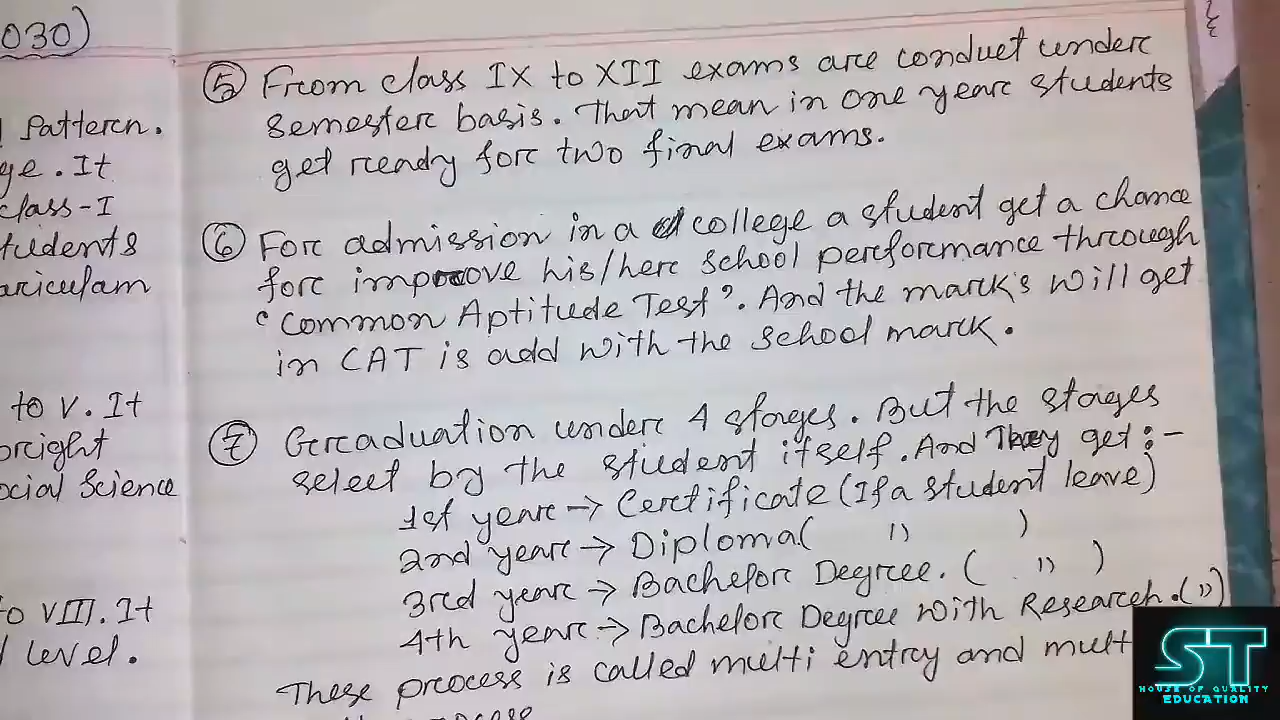 030)
Pattern.
ge. It
class-I
tudents
ariculam
to V. It
bright
ocial Science
to VIII. It
level.
⑤ From class IX to XII exams are conduct under
semester basis. That mean in one year students
get ready for two final exams.
⑥ For admission in a college a student get a chance
for improve his/her school performance through
‘Common Aptitude Test’. And the mark's will get
in CAT is add with the school mark.
⑦ Graduation under 4 stages. But the stages
select by the student itself. And They get :-
1st year → Certificate (If a student leave)
2nd year → Diploma ( " )
3rd year → Bachelor Degree. ( " )
4th year → Bachelor Degree with Research. (")
These process is called multi entry and mult
ST
HOUSE OF QUALITY
EDUCATION